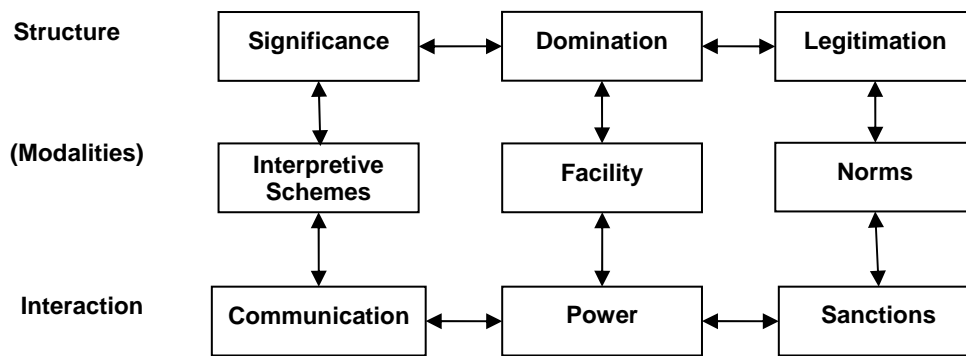 Structure
Significance
Domination
Legitimation
(Modalities)
Interpretive
Schemes
Facility
Norms
Interaction
Communication
Power
Sanctions